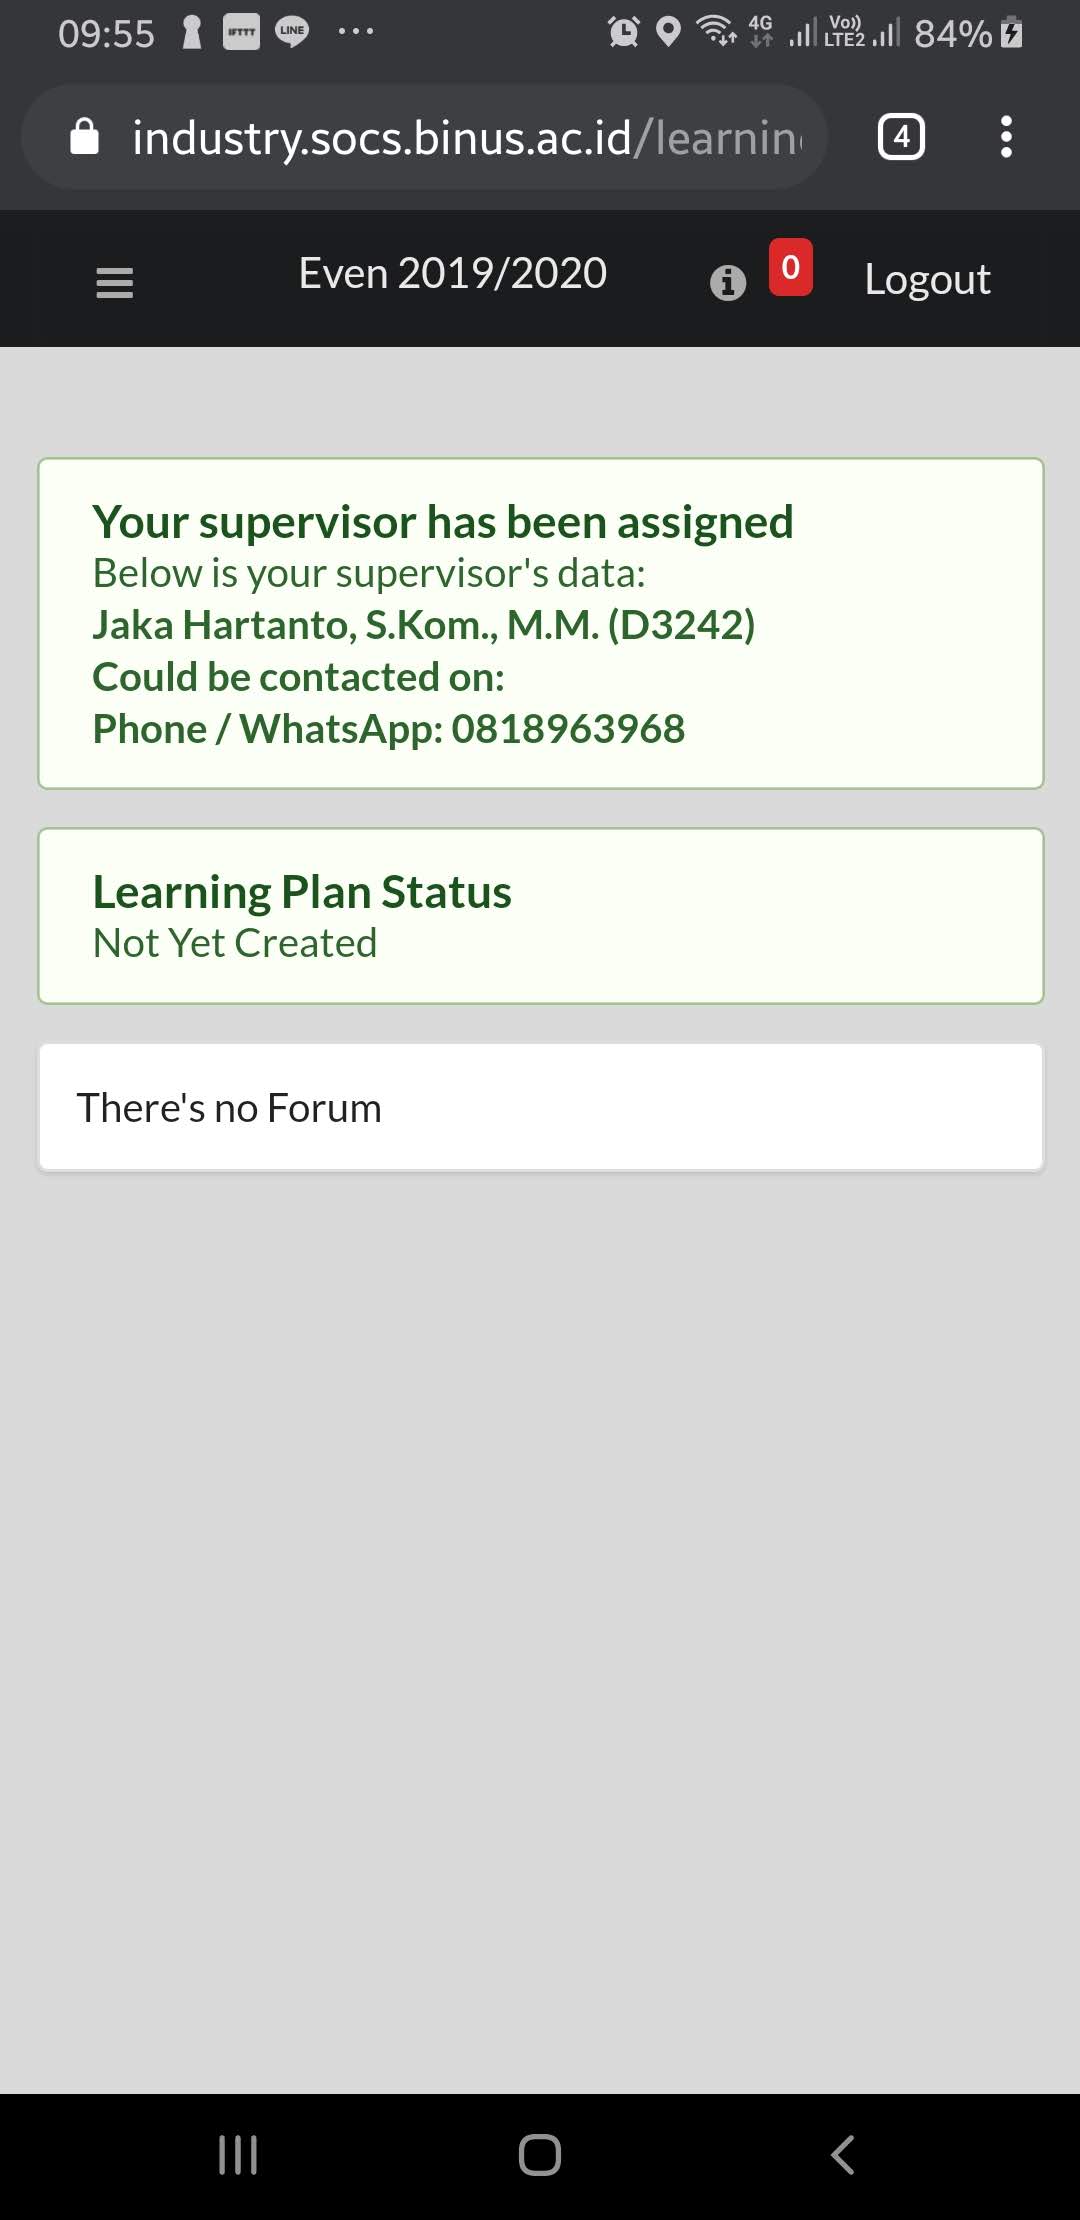 09:55 IFTTT LINE ... 4G Vo)) LTE2 84%
industry.socs.binus.ac.id/learnin
4
Even 2019/2020
0
Logout
Your supervisor has been assigned
Below is your supervisor's data:
Jaka Hartanto, S.Kom., M.M. (D3242)
Could be contacted on:
Phone / WhatsApp: 0818963968
Learning Plan Status
Not Yet Created
There's no Forum